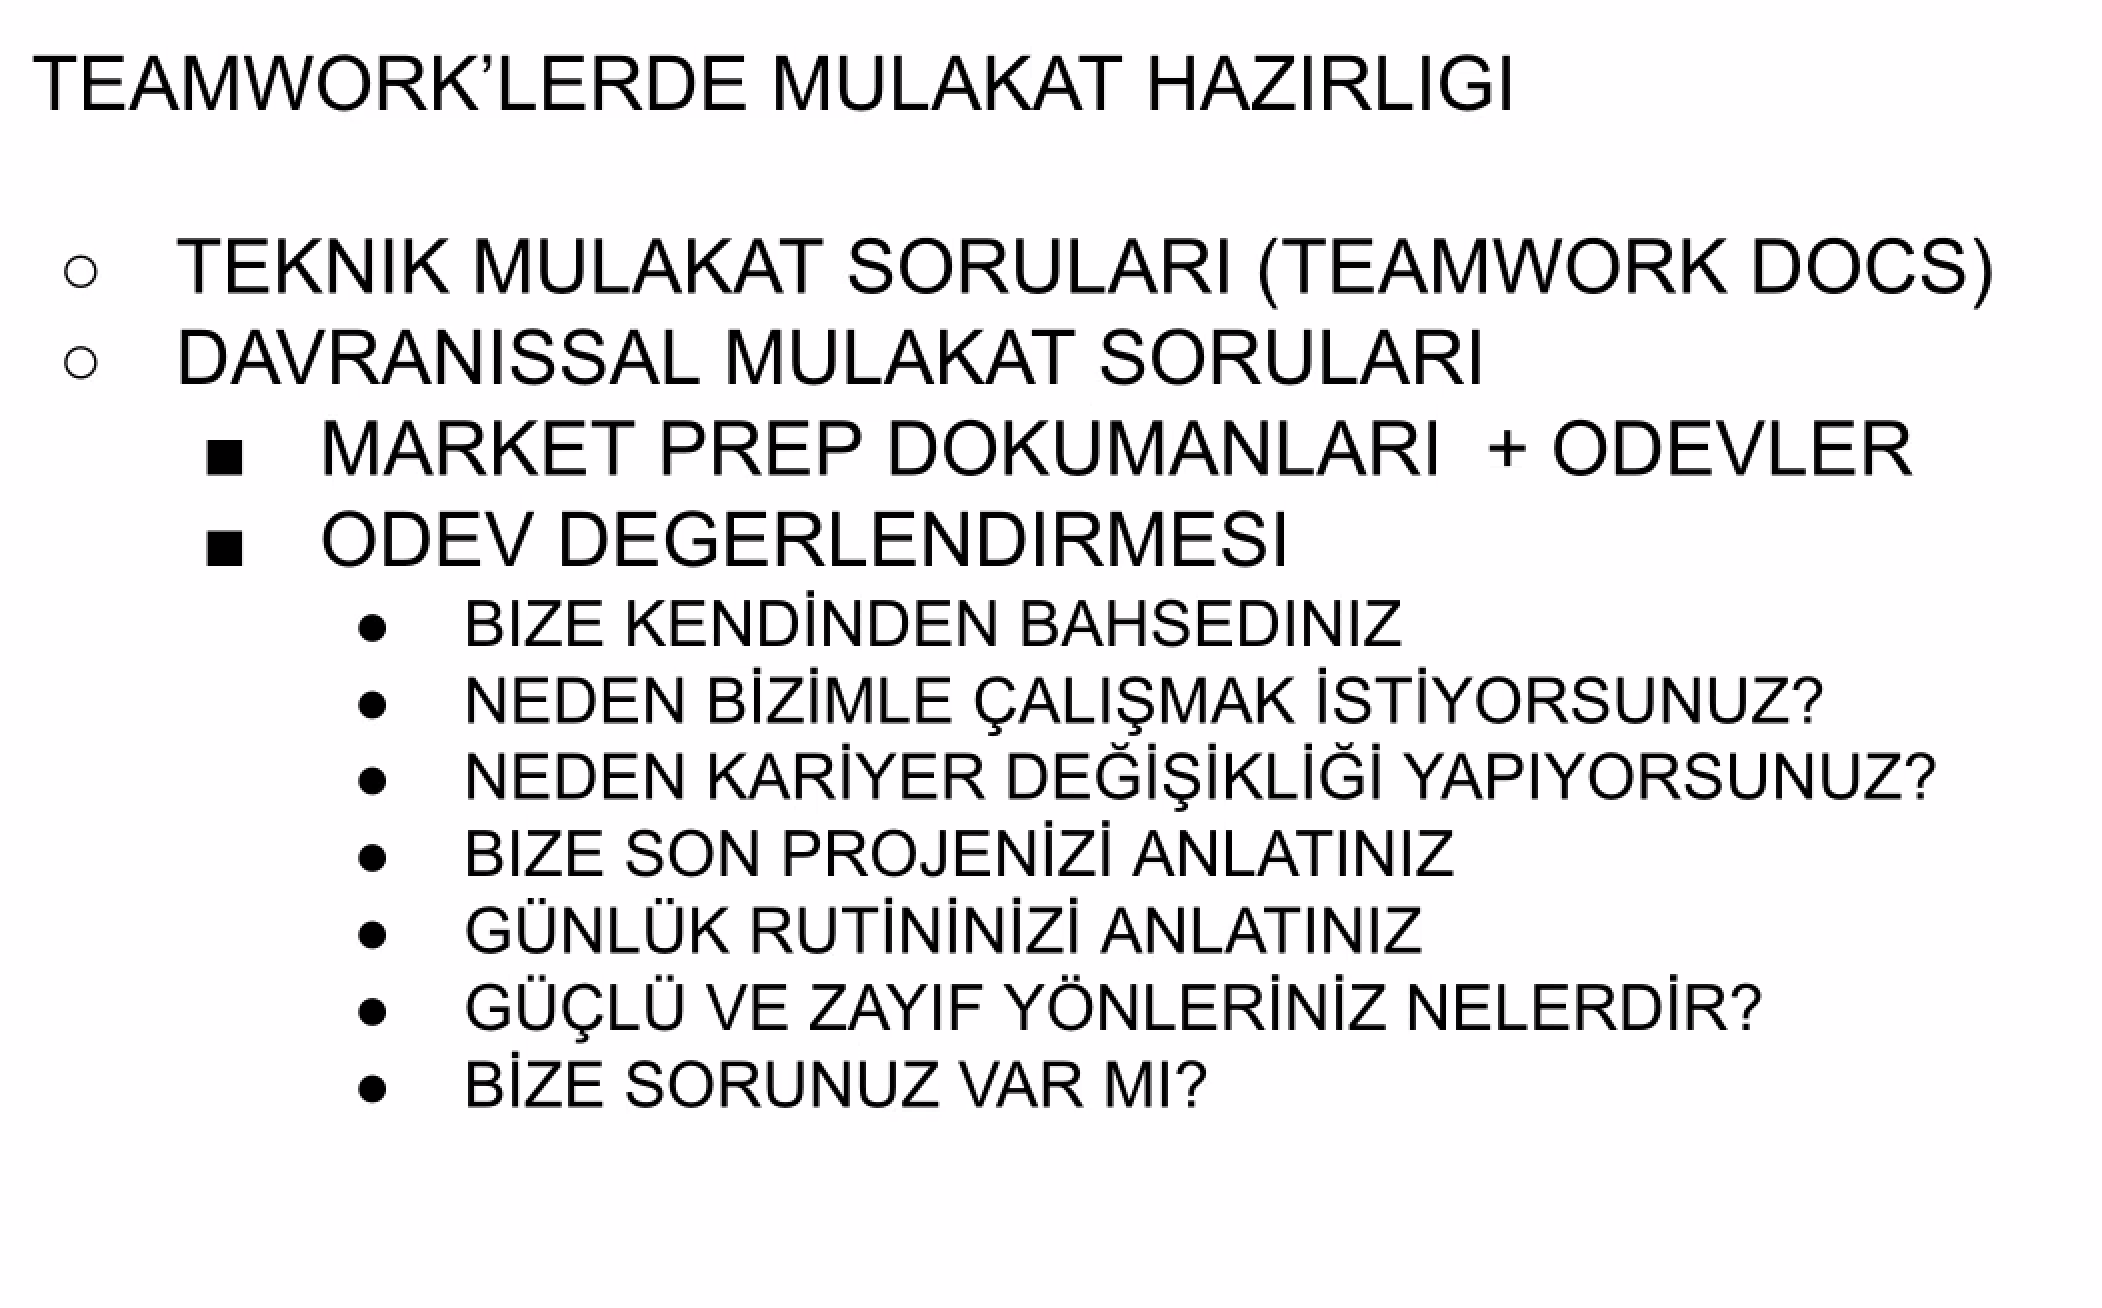 TEAMWORK’LERDE MULAKAT HAZIRLIGI
○ TEKNIK MULAKAT SORULARI (TEAMWORK DOCS)
○ DAVRANISSAL MULAKAT SORULARI
■ MARKET PREP DOKUMANLARI + ODEVLER
■ ODEV DEGERLENDIRMESI
● BIZE KENDİNDEN BAHSEDINIZ
● NEDEN BİZİMLE ÇALIŞMAK İSTİYORSUNUZ?
● NEDEN KARİYER DEĞİŞİKLİĞİ YAPIYORSUNUZ?
● BIZE SON PROJENİZİ ANLATINIZ
● GÜNLÜK RUTİNİNİZİ ANLATINIZ
● GÜÇLÜ VE ZAYIF YÖNLERİNİZ NELERDİR?
● BİZE SORUNUZ VAR MI?